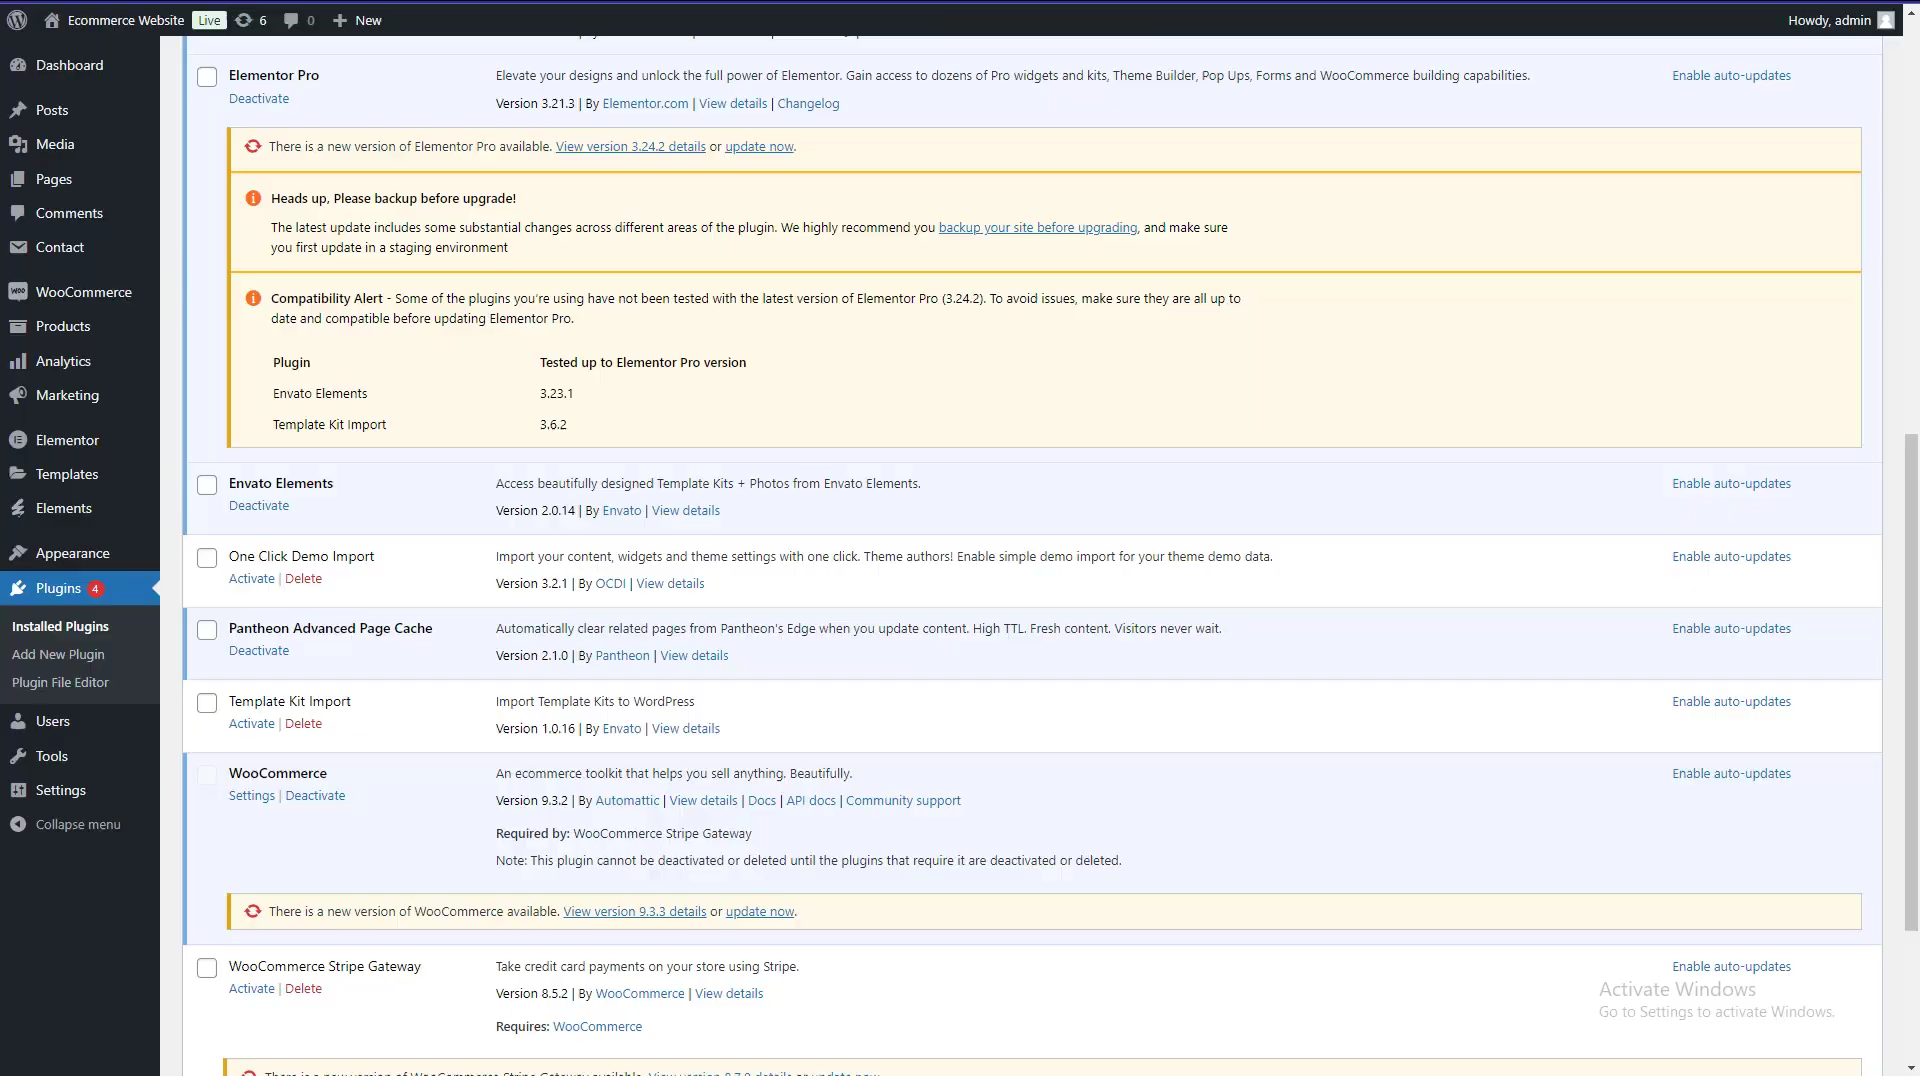 Ecommerce Website Live 6 0 New
Howdy, admin
Dashboard
Posts
Media
Pages
Comments
Contact
WooCommerce
Products
Analytics
Marketing
Elementor
Templates
Elements
Appearance
Plugins 4
Installed Plugins
Add New Plugin
Plugin File Editor
Users
Tools
Settings
Collapse menu
Elementor Pro
Deactivate
Elevate your designs and unlock the full power of Elementor. Gain access to dozens of Pro widgets and kits, Theme Builder, Pop Ups, Forms and WooCommerce building capabilities.
Version 3.21.3 | By Elementor.com | View details | Changelog
Enable auto-updates
There is a new version of Elementor Pro available. View version 3.24.2 details or update now.
Heads up, Please backup before upgrade!
The latest update includes some substantial changes across different areas of the plugin. We highly recommend you backup your site before upgrading, and make sure
you first update in a staging environment
Compatibility Alert - Some of the plugins you're using have not been tested with the latest version of Elementor Pro (3.24.2). To avoid issues, make sure they are all up to
date and compatible before updating Elementor Pro.
Plugin Tested up to Elementor Pro version
Envato Elements 3.23.1
Template Kit Import 3.6.2
Envato Elements
Deactivate
Access beautifully designed Template Kits + Photos from Envato Elements.
Version 2.0.14 | By Envato | View details
Enable auto-updates
One Click Demo Import
Activate | Delete
Import your content, widgets and theme settings with one click. Theme authors! Enable simple demo import for your theme demo data.
Version 3.2.1 | By OCDI | View details
Enable auto-updates
Pantheon Advanced Page Cache
Deactivate
Automatically clear related pages from Pantheon's Edge when you update content. High TTL. Fresh content. Visitors never wait.
Version 2.1.0 | By Pantheon | View details
Enable auto-updates
Template Kit Import
Activate | Delete
Import Template Kits to WordPress
Version 1.0.16 | By Envato | View details
Enable auto-updates
WooCommerce
Settings | Deactivate
An ecommerce toolkit that helps you sell anything. Beautifully.
Version 9.3.2 | By Automattic | View details | Docs | API docs | Community support
Required by: WooCommerce Stripe Gateway
Note: This plugin cannot be deactivated or deleted until the plugins that require it are deactivated or deleted.
Enable auto-updates
There is a new version of WooCommerce available. View version 9.3.3 details or update now.
WooCommerce Stripe Gateway
Activate | Delete
Take credit card payments on your store using Stripe.
Version 8.5.2 | By WooCommerce | View details
Requires: WooCommerce
Enable auto-updates
Activate Windows
Go to Settings to activate Windows.